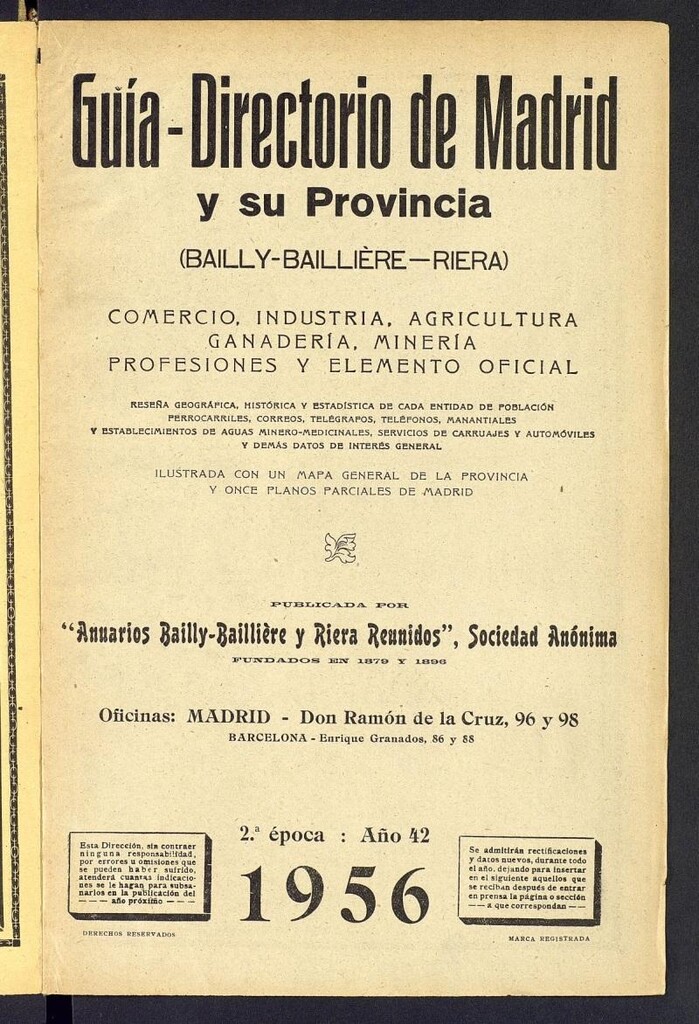 Guía-Directorio de Madrid
y su Provincia
(BAILLY-BAILLIÈRE—RIERA)
COMERCIO, INDUSTRIA, AGRICULTURA
GANADERÍA, MINERÍA
PROFESIONES Y ELEMENTO OFICIAL
RESEÑA GEOGRÁFICA, HISTÓRICA Y ESTADÍSTICA DE CADA ENTIDAD DE POBLACIÓN
FERROCARRILES, CORREOS, TELÉGRAFOS, TELÉFONOS, MANANTIALES
Y ESTABLECIMIENTOS DE AGUAS MINERO-MEDICINALES, SERVICIOS DE CARRUAJES Y AUTOMÓVILES
Y DEMÁS DATOS DE INTERÉS GENERAL
ILUSTRADA CON UN MAPA GENERAL DE LA PROVINCIA
Y ONCE PLANOS PARCIALES DE MADRID
PUBLICADA POR
"Anuarios Bailly-Baillière y Riera Reunidos", Sociedad Anónima
FUNDADOS EN 1879 Y 1896
Oficinas: MADRID - Don Ramón de la Cruz, 96 y 98
BARCELONA - Enrique Granados, 86 y 88
2.ª época : Año 42
1956
Esta Dirección, sin contraer
ninguna responsabilidad,
por errores u omisiones que
se pueden haber sufrido,
atenderá cuantas indicacio-
nes se le hagan para subsa-
narlos en la publicación del
— — — año próximo — — —
DERECHOS RESERVADOS
Se admitirán rectificaciones
y datos nuevos, durante todo
el año, dejando para insertar
en el siguiente aquellos que
se reciban después de entrar
en prensa la página o sección
— — a que correspondan — —
MARCA REGISTRADA